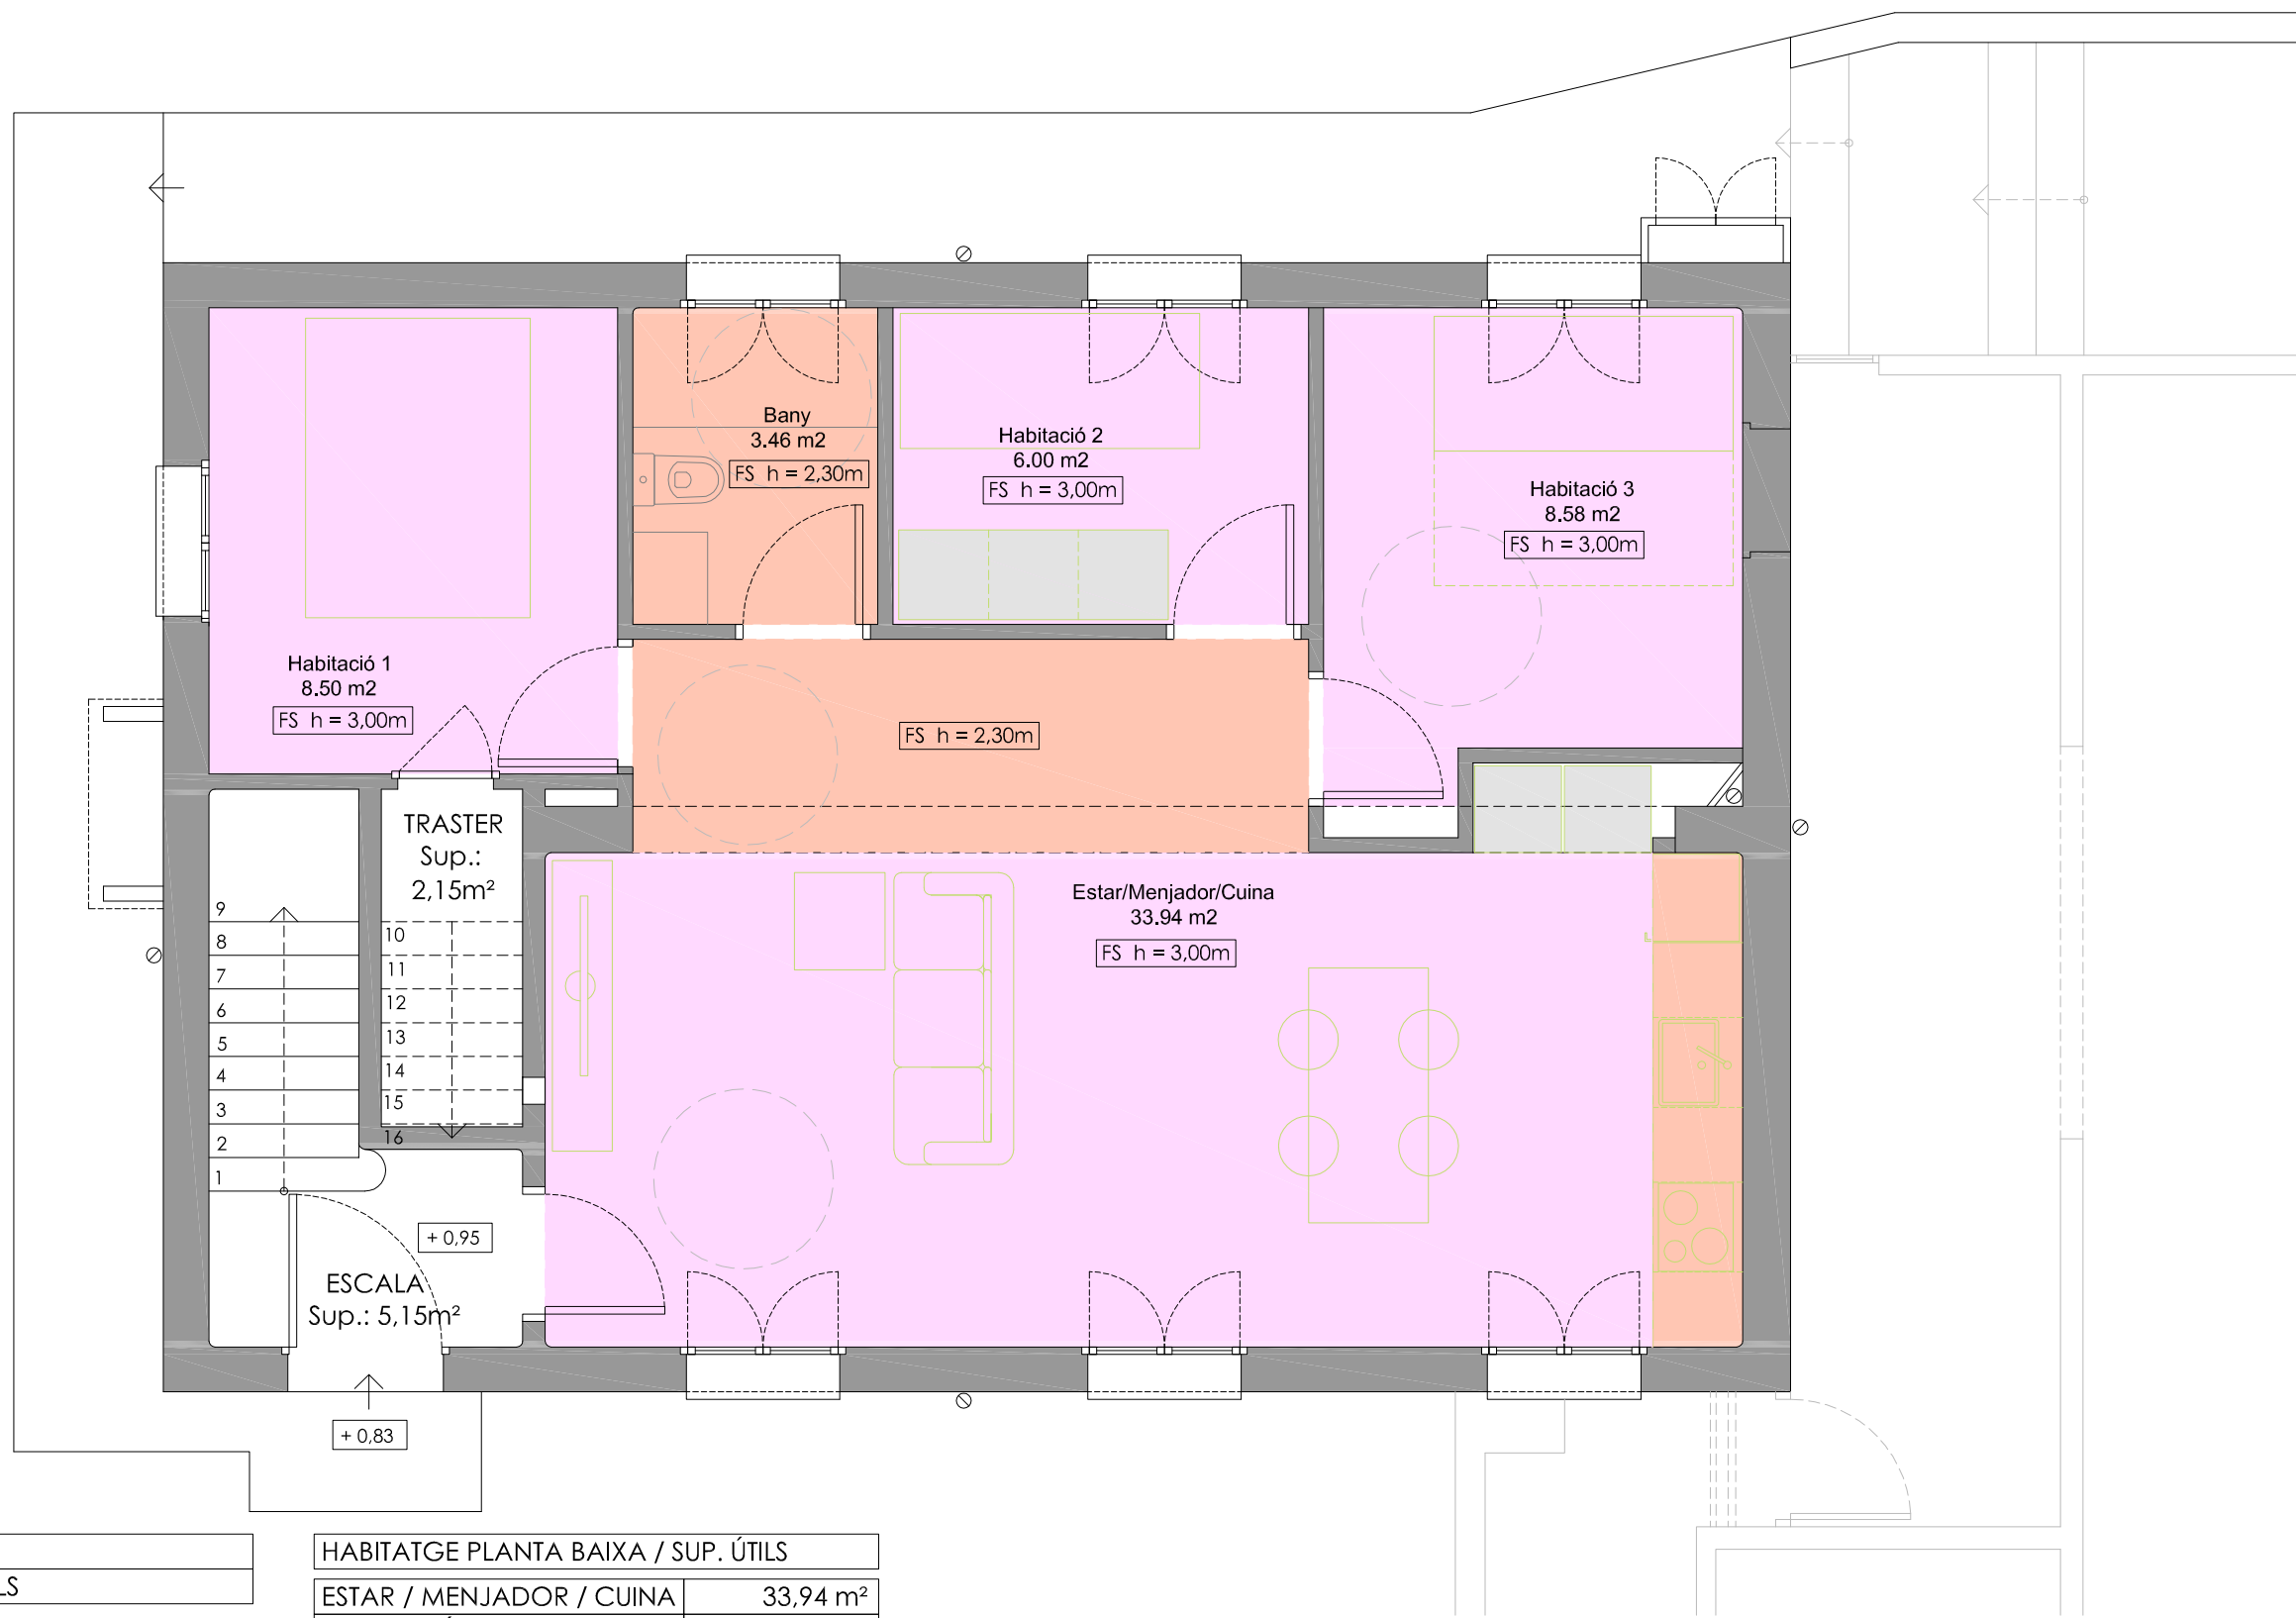 Bany
3.46 m2
FS h = 2,30m
Habitació 2
6.00 m2
FS h = 3,00m
Habitació 3
8.58 m2
FS h = 3,00m
Habitació 1
8.50 m2
FS h = 3,00m
FS h = 2,30m
TRASTER
Sup.:
2,15m²
Estar/Menjador/Cuina
33.94 m2
FS h = 3,00m
9
8
7
6
5
4
3
2
1
10
11
12
13
14
15
16
+ 0,95
ESCALA
Sup.: 5,15m²
+ 0,83
HABITATGE PLANTA BAIXA / SUP. ÚTILS
ESTAR / MENJADOR / CUINA 33,94 m²